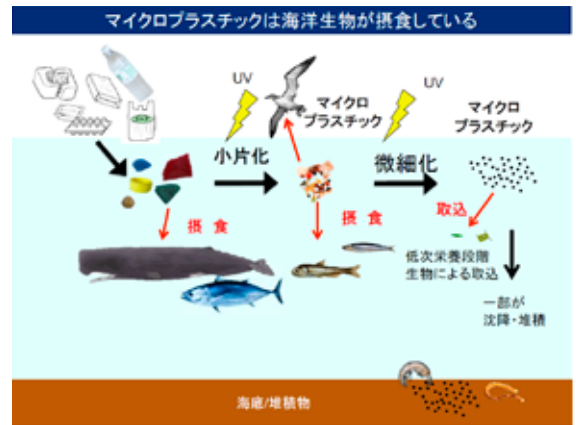 マイクロプラスチックは海洋生物が摂食している
UV
UV
マイクロ
プラスチック
マイクロ
プラスチック
小片化
微細化
摂 食
摂 食
取込
低次栄養段階
生物による取込
一部が
沈降・堆積
海底/堆積物